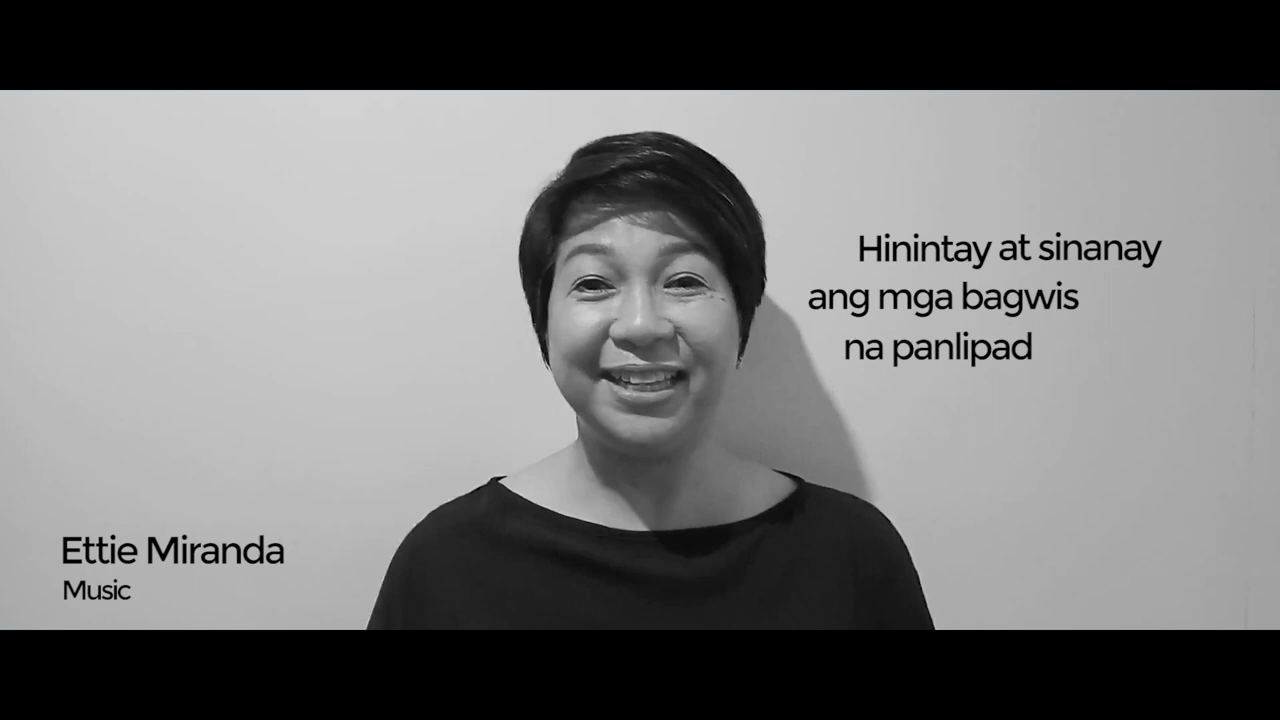 Hinintay at sinanay
ang mga bagwis
na panlipad
Ettie Miranda
Music